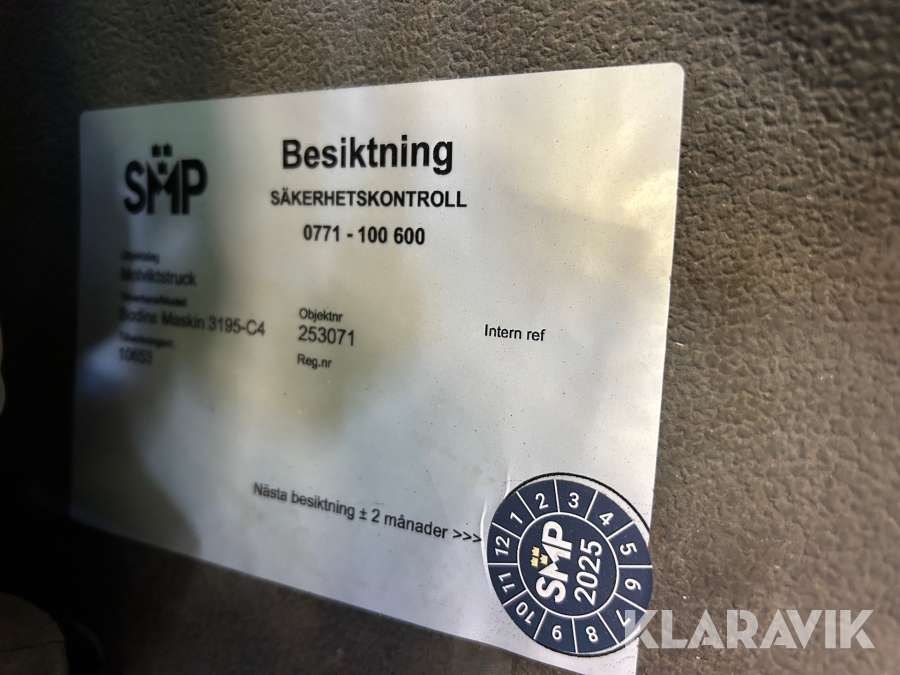 SMP
Besiktning
SÄKERHETSKONTROLL
0771 - 100 600
Motviktstruck
Bodins Maskin 3195-C4
10653
Objektnr
253071
Reg.nr
Intern ref
Nästa besiktning ± 2 månader >>>
1 2 3 4 5 6 7 8 9 10 11 12
SMP
2025
KLARAVIK